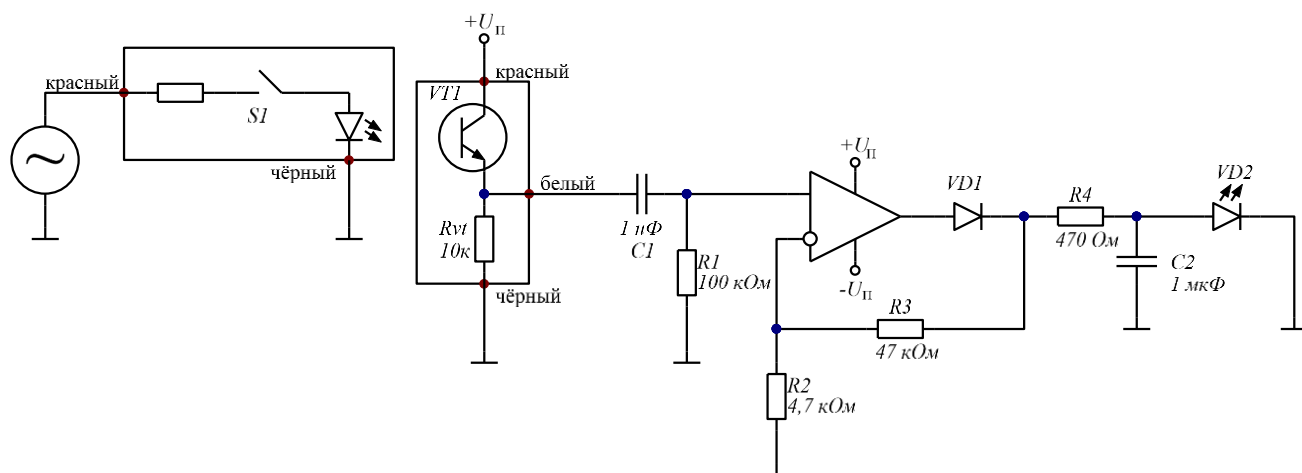 красный
S1
чёрный
+Uп
красный
VT1
белый
Rvt
10к
чёрный
1 нФ
C1
R1
100 кОм
+Uп
-Uп
VD1
R3
47 кОм
R2
4,7 кОм
R4
470 Ом
C2
1 мкФ
VD2